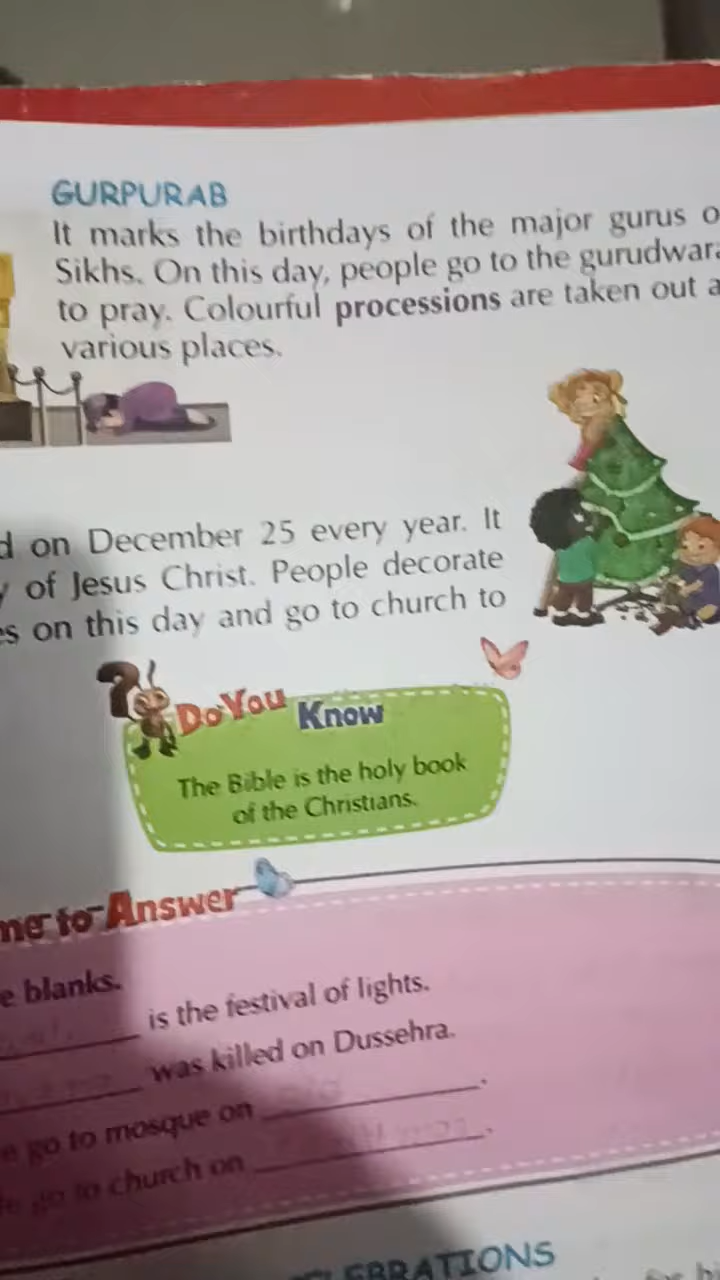 GURPURAB
It marks the birthdays of the major gurus o
Sikhs. On this day, people go to the gurudwar
to pray. Colourful processions are taken out a
various places.
d on December 25 every year. It
of Jesus Christ. People decorate
s on this day and go to church to
Do You Know
The Bible is the holy book
of the Christians.
me to Answer
e blanks.
is the festival of lights.
was killed on Dussehra.
e go to mosque on
go to church on
LEBRATIONS